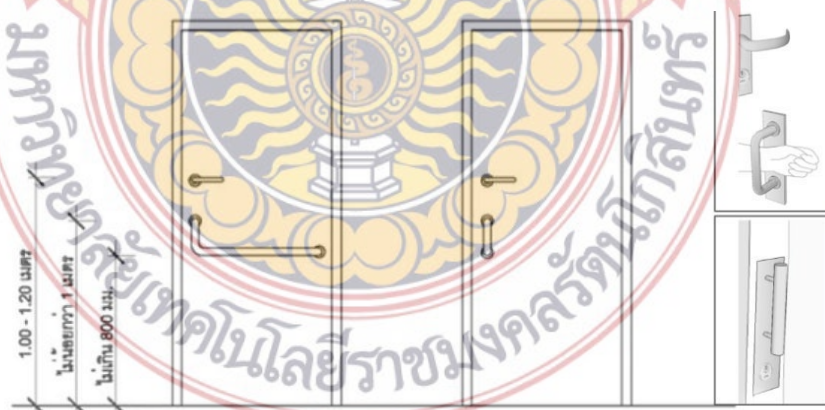 มหาวิทยาลัยเทคโนโลยีราชมงคลรัตนโกสินทร์
1.00 - 1.20 เมตร
ไม่น้อยกว่า 1 เมตร
ไม่เกิน 800 มม.